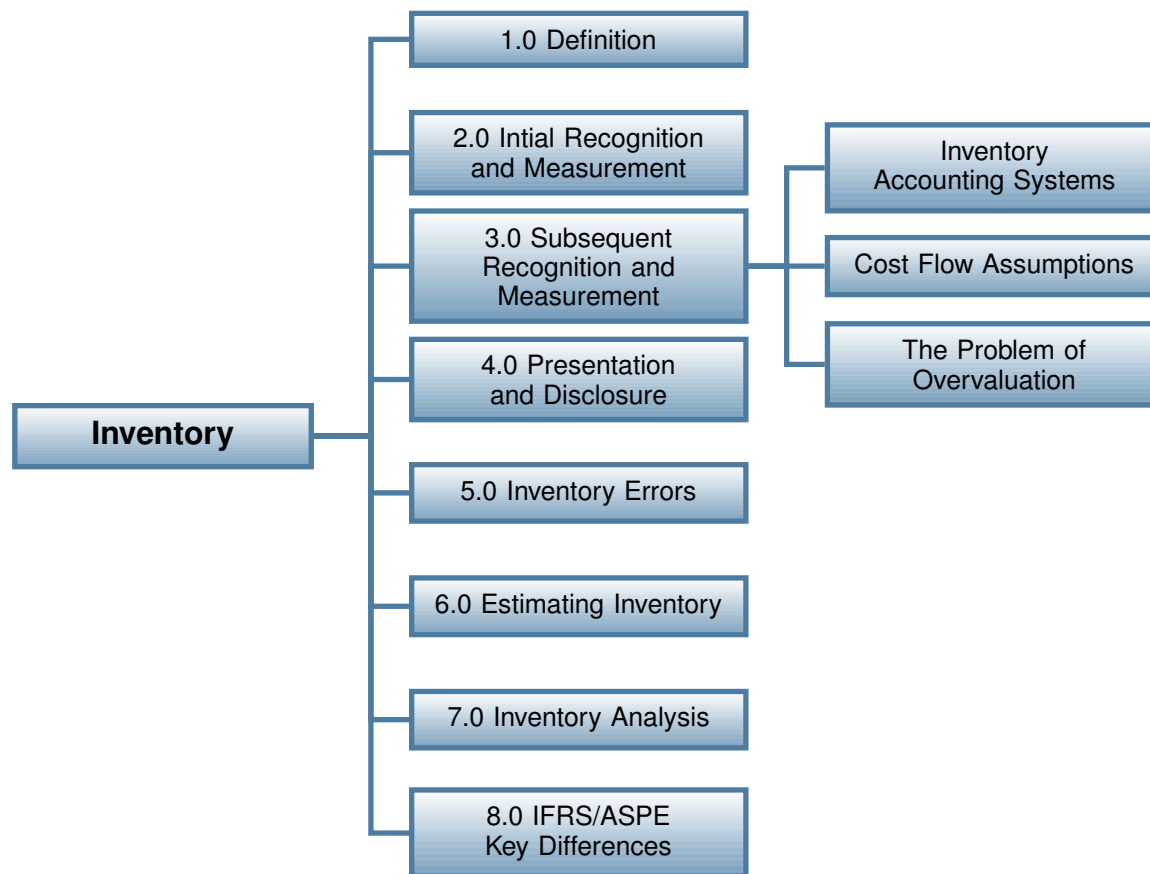 Inventory
1.0 Definition
2.0 Intial Recognition
and Measurement
3.0 Subsequent
Recognition and
Measurement
Inventory
Accounting Systems
Cost Flow Assumptions
The Problem of
Overvaluation
4.0 Presentation
and Disclosure
5.0 Inventory Errors
6.0 Estimating Inventory
7.0 Inventory Analysis
8.0 IFRS/ASPE
Key Differences